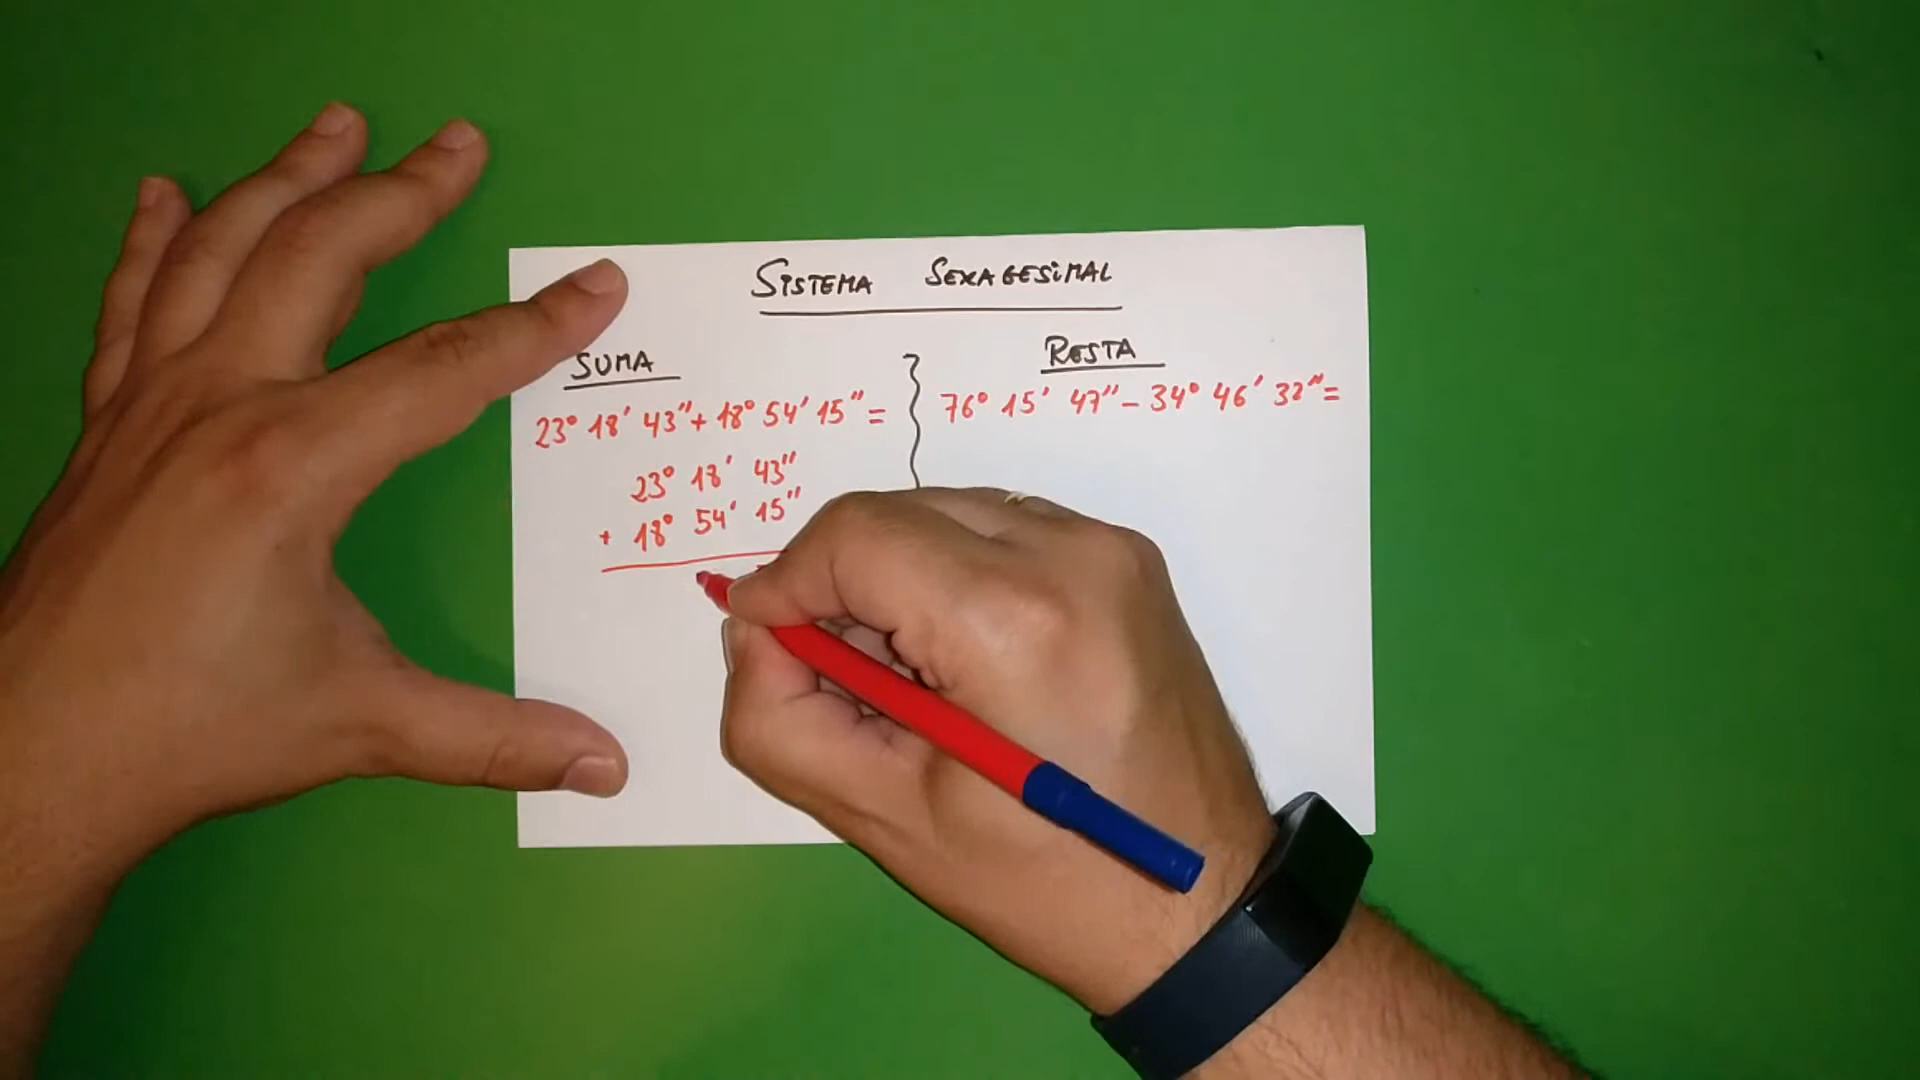 SISTEMA SEXAGESIMAL
SUMA
23° 18' 43" + 18° 54' 15" =
23° 18' 43"
+ 18° 54' 15"
RESTA
76° 15' 47" - 34° 46' 32" =